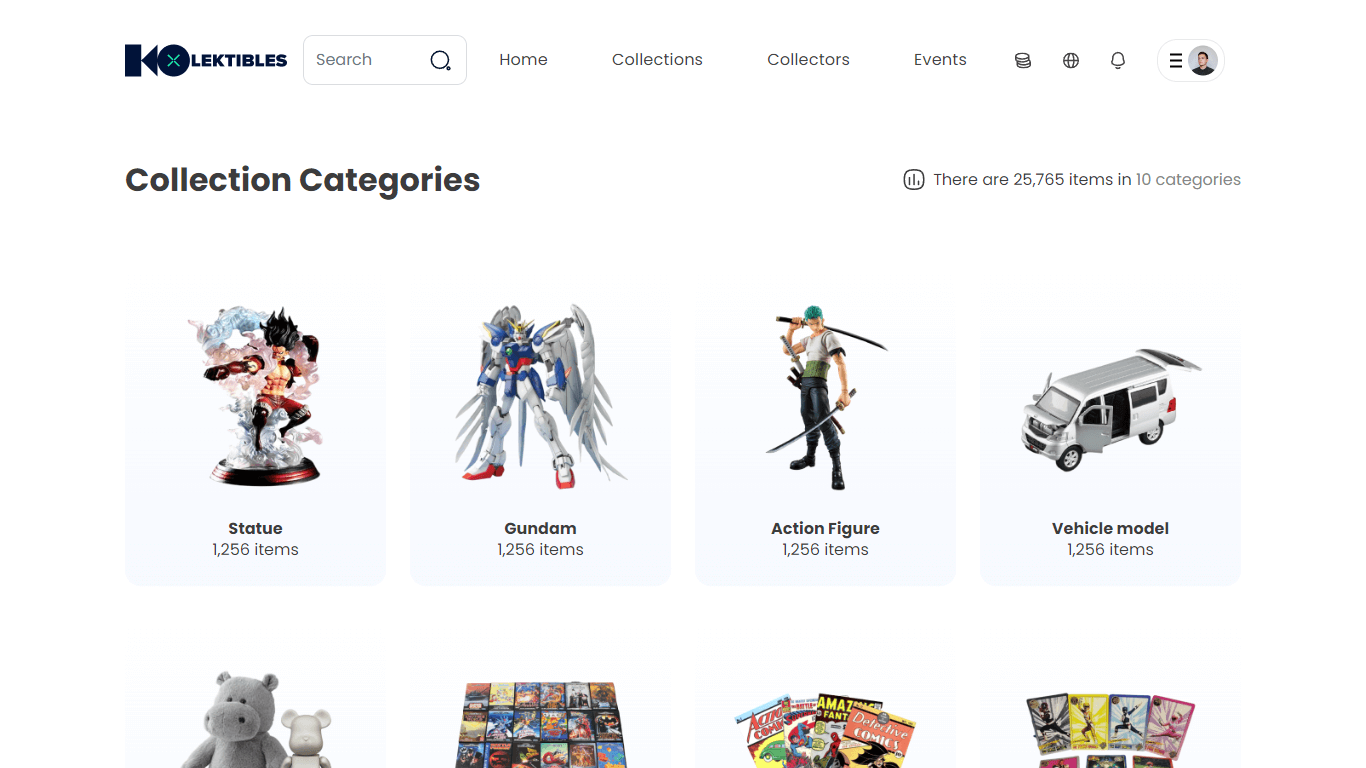 KOLEKTIBLES
Search
Home
Collections
Collectors
Events
Collection Categories
There are 25,765 items in 10 categories
Statue
1,256 items
Gundam
1,256 items
Action Figure
1,256 items
Vehicle model
1,256 items
Action
Comics
AMAZING
FANT
Detective
COMICS